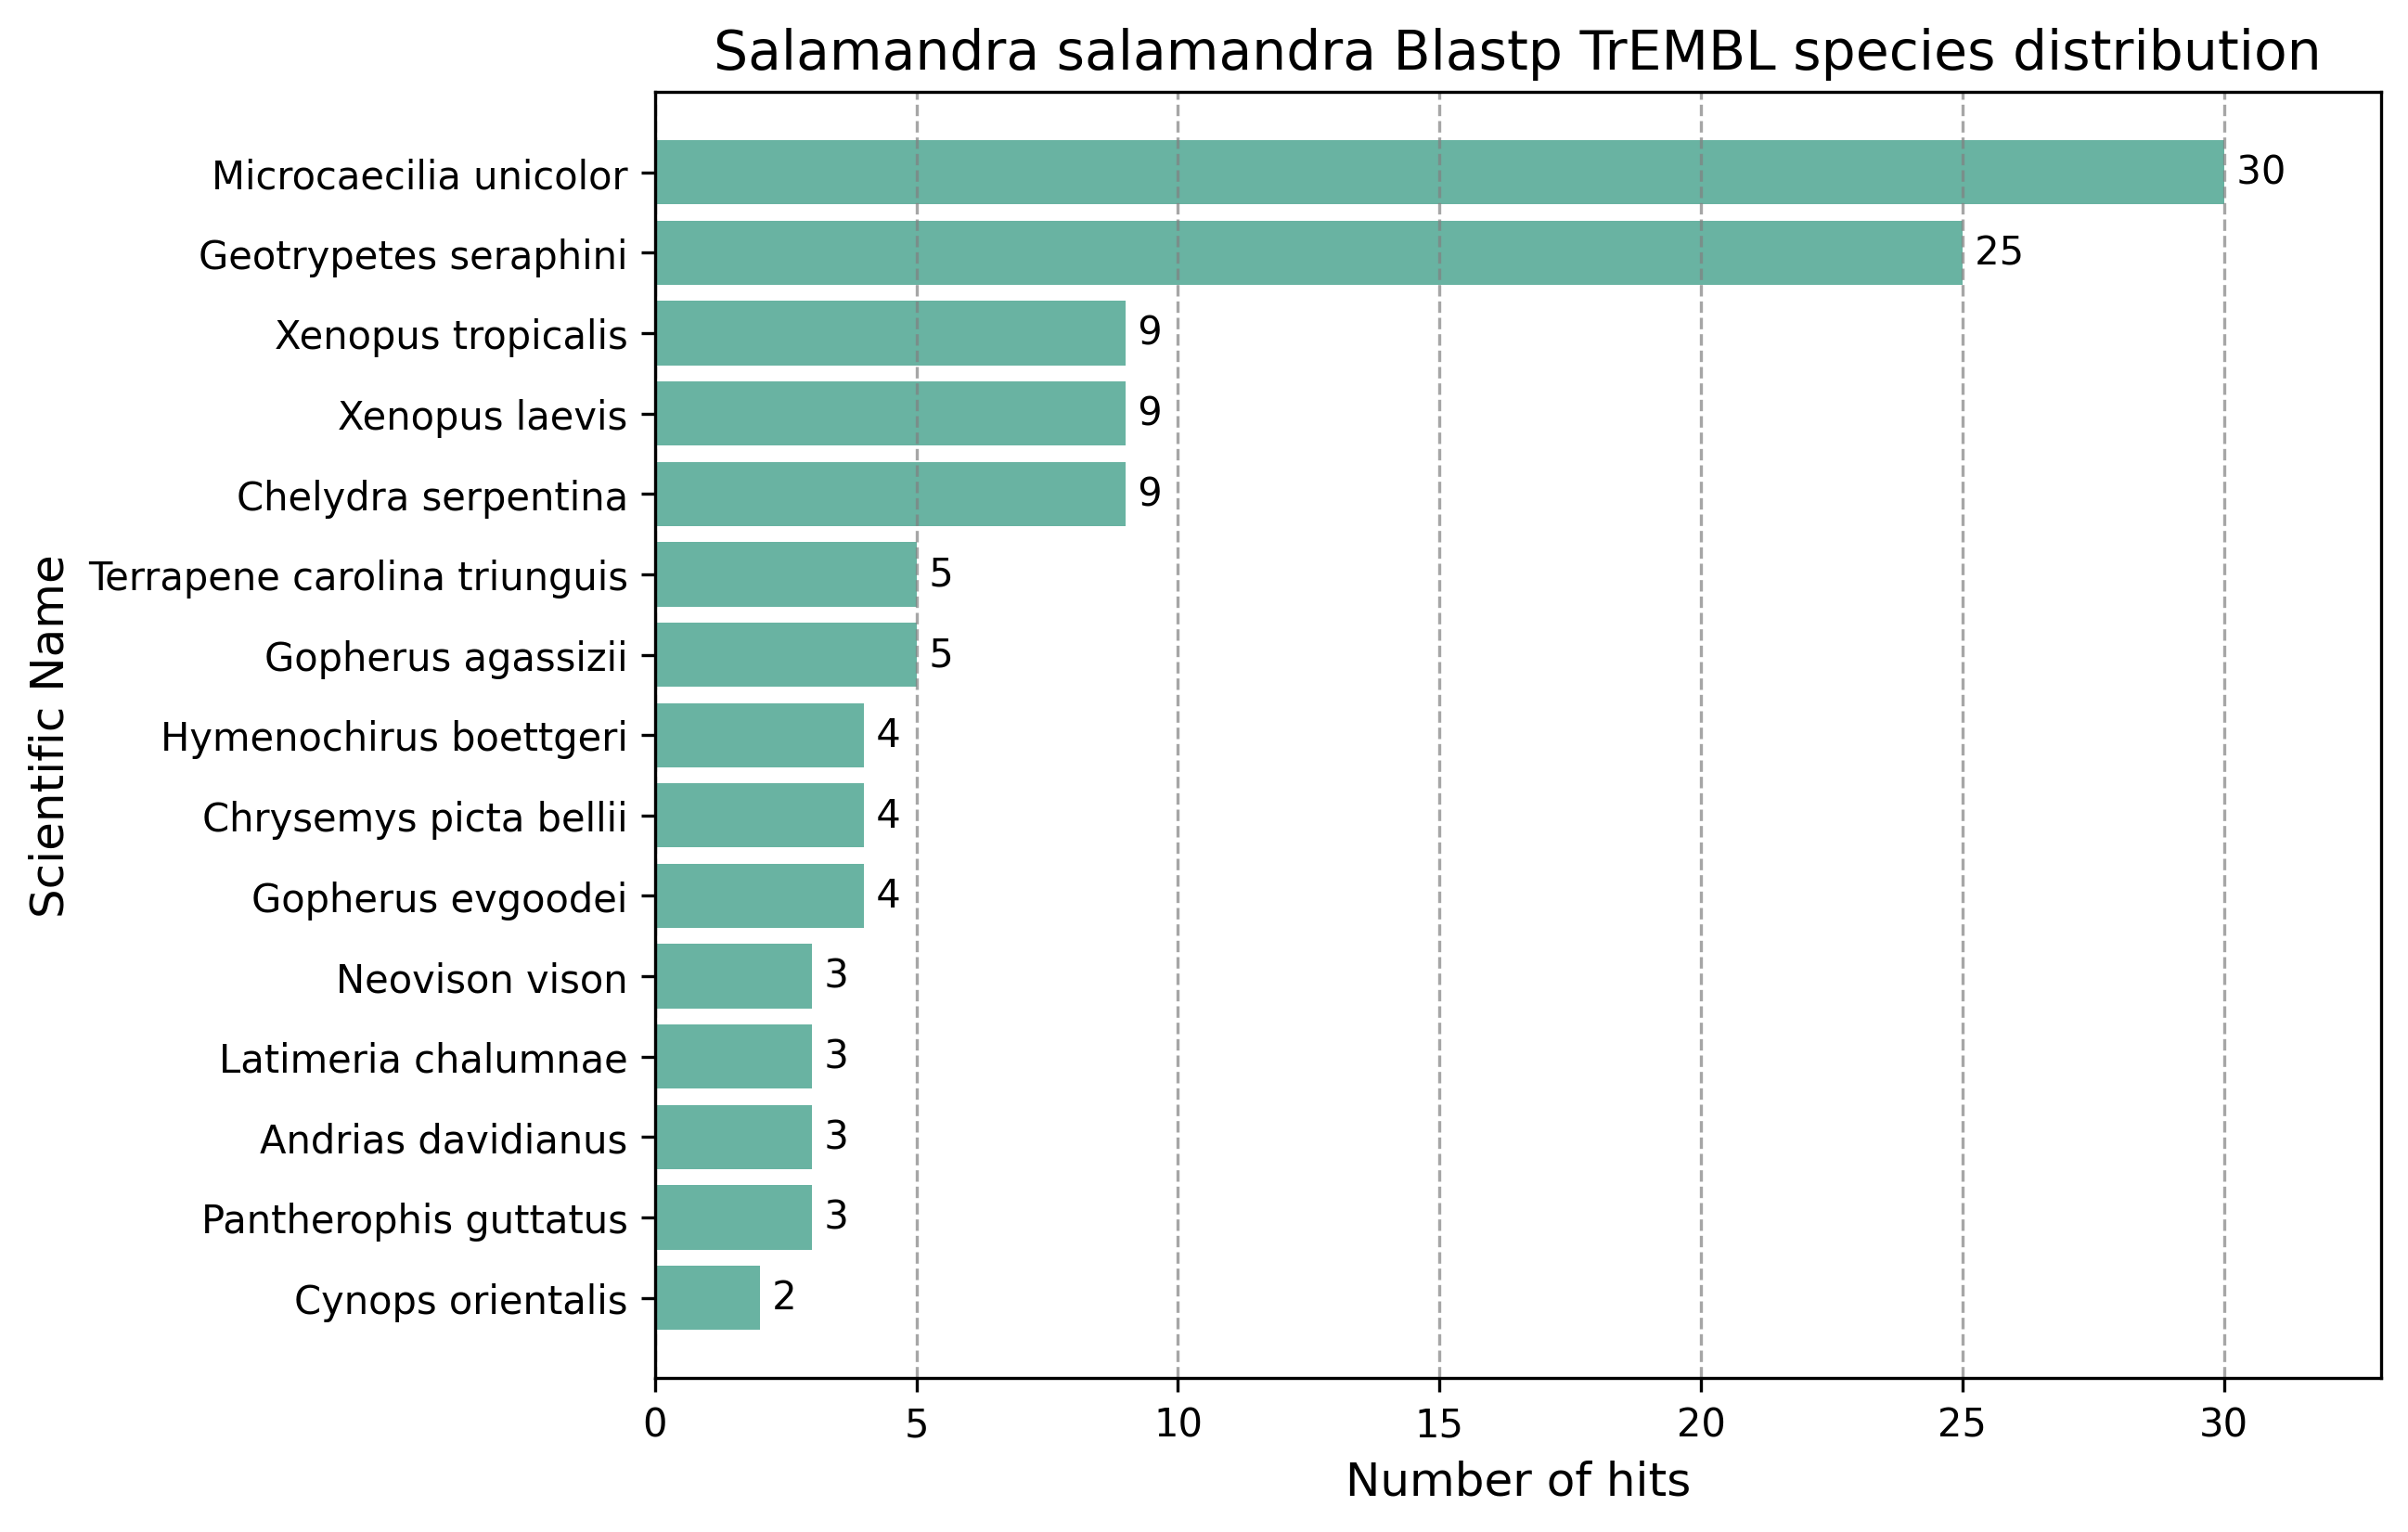 Salamandra salamandra Blastp TrEMBL species distribution
Scientific Name
Microcaecilia unicolor 30
Geotrypetes seraphini 25
Xenopus tropicalis 9
Xenopus laevis 9
Chelydra serpentina 9
Terrapene carolina triunguis 5
Gopherus agassizii 5
Hymenochirus boettgeri 4
Chrysemys picta bellii 4
Gopherus evgoodei 4
Neovison vison 3
Latimeria chalumnae 3
Andrias davidianus 3
Pantherophis guttatus 3
Cynops orientalis 2
0 5 10 15 20 25 30
Number of hits